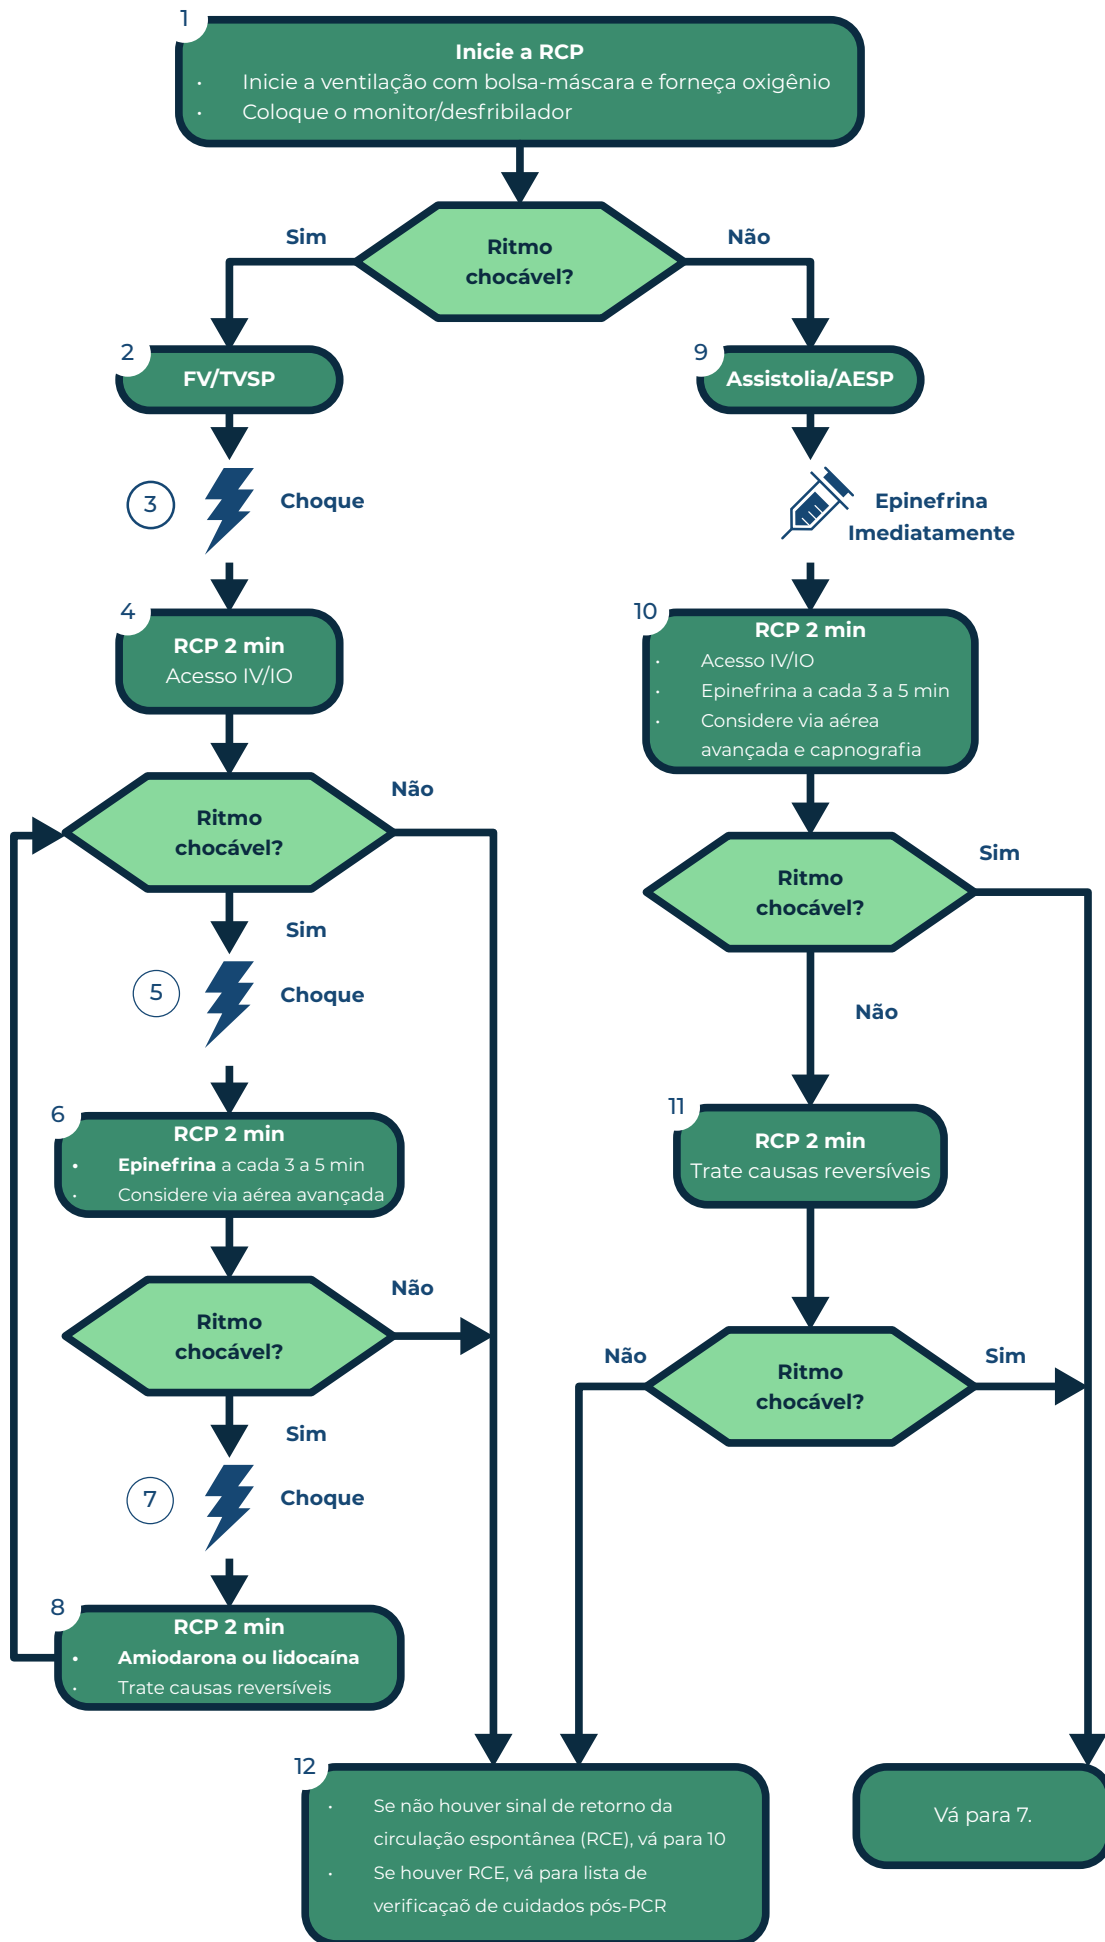 1
Inicie a RCP
• Inicie a ventilação com bolsa-máscara e forneça oxigênio
• Coloque o monitor/desfribilador
Ritmo
chocável?
Sim
Não
2
FV/TVSP
3
Choque
4
RCP 2 min
Acesso IV/IO
Ritmo
chocável?
Não
Sim
5
Choque
6
RCP 2 min
• Epinefrina a cada 3 a 5 min
• Considere via aérea avançada
Ritmo
chocável?
Não
Sim
7
Choque
8
RCP 2 min
• Amiodarona ou lidocaína
• Trate causas reversíveis
9
Assistolia/AESP
Epinefrina
Imediatamente
10
RCP 2 min
• Acesso IV/IO
• Epinefrina a cada 3 a 5 min
• Considere via aérea
avançada e capnografia
Ritmo
chocável?
Sim
Não
11
RCP 2 min
Trate causas reversíveis
Não
Ritmo
chocável?
Sim
12
• Se não houver sinal de retorno da
circulação espontânea (RCE), vá para 10
• Se houver RCE, vá para lista de
verificaçaõ de cuidados pós-PCR
Vá para 7.